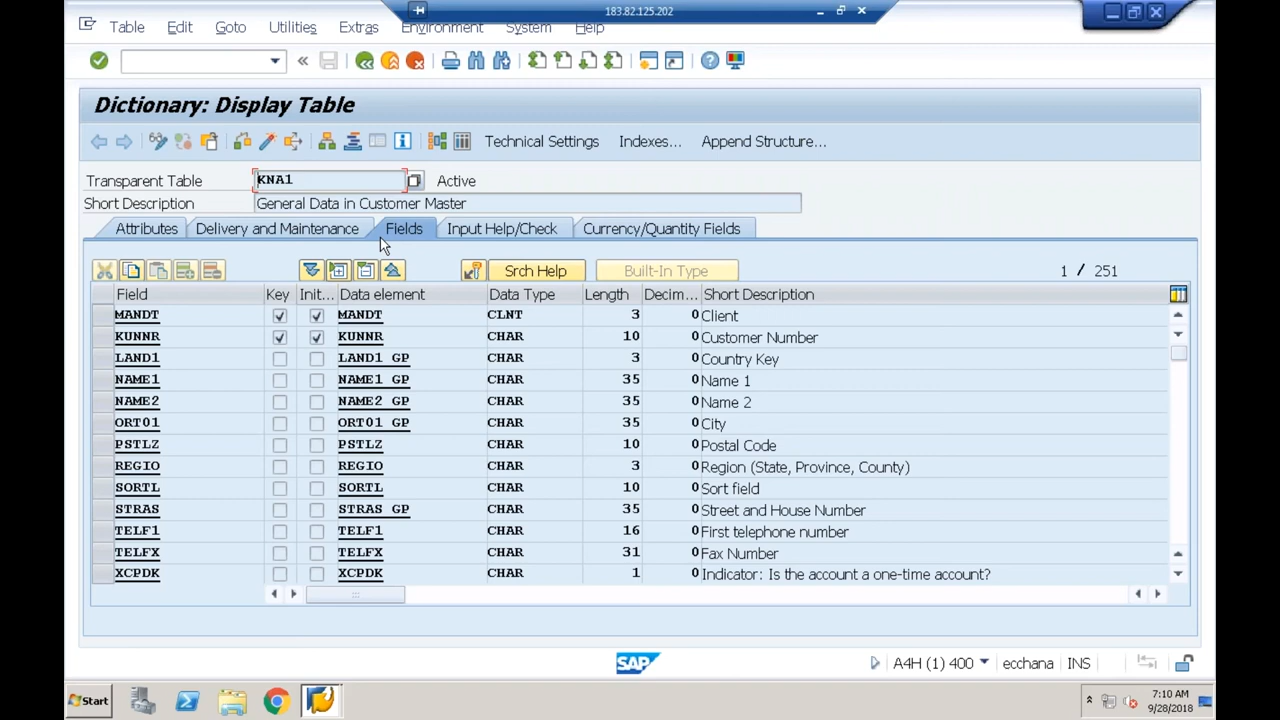 183.82.125.202
Table Edit Goto Utilities Extras Environment System Help
Dictionary: Display Table
Technical Settings Indexes... Append Structure...
Transparent Table KNA1 Active
Short Description General Data in Customer Master
Attributes Delivery and Maintenance Fields Input Help/Check Currency/Quantity Fields
Srch Help Built-In Type 1 / 251
Field Key Init... Data element Data Type Length Decim... Short Description
MANDT MANDT CLNT 3 0 Client
KUNNR KUNNR CHAR 10 0 Customer Number
LAND1 LAND1_GP CHAR 3 0 Country Key
NAME1 NAME1_GP CHAR 35 0 Name 1
NAME2 NAME2_GP CHAR 35 0 Name 2
ORT01 ORT01_GP CHAR 35 0 City
PSTLZ PSTLZ CHAR 10 0 Postal Code
REGIO REGIO CHAR 3 0 Region (State, Province, County)
SORTL SORTL CHAR 10 0 Sort field
STRAS STRAS_GP CHAR 35 0 Street and House Number
TELF1 TELF1 CHAR 16 0 First telephone number
TELFX TELFX CHAR 31 0 Fax Number
XCPDK XCPDK CHAR 1 0 Indicator: Is the account a one-time account?
SAP A4H (1) 400 ecchana INS
Start 7:10 AM
9/28/2018